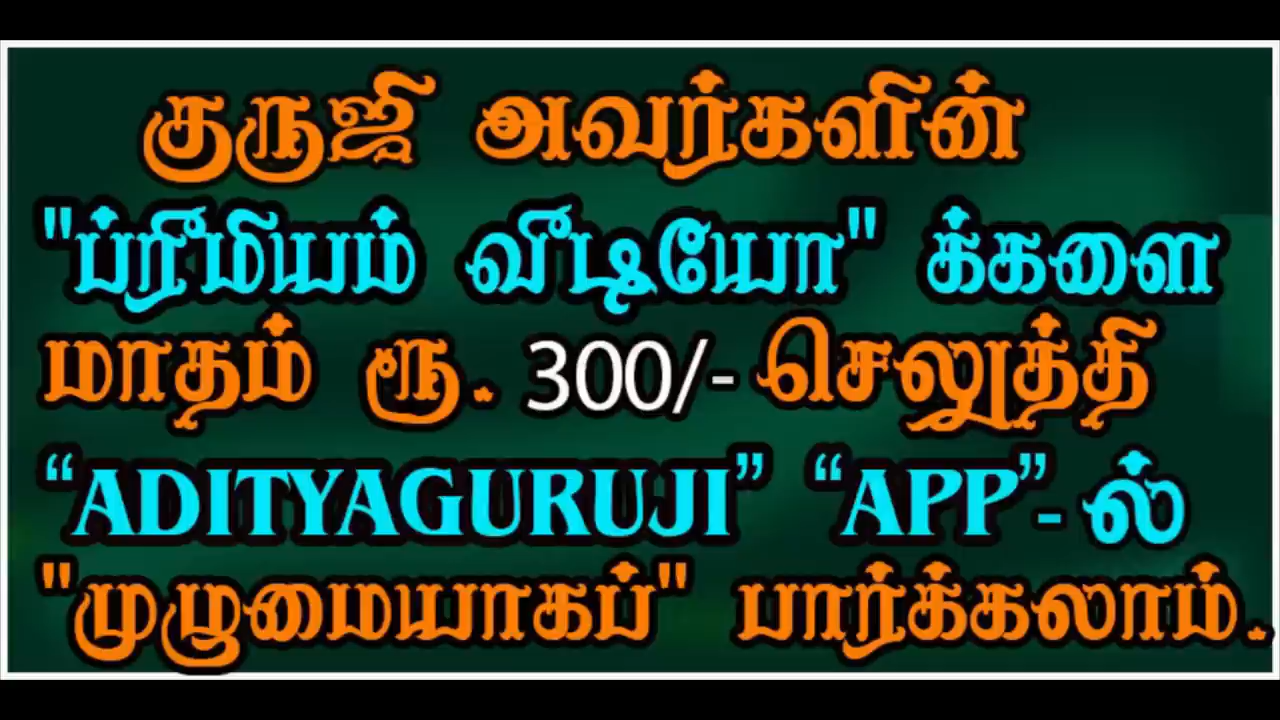 குருஜி அவர்களின்
"ப்ரீமியம் வீடியோ" க்களை
மாதம் ரூ. 300/- செலுத்தி
“ADITYAGURUJI” “APP”- ல்
"முழுமையாகப்" பார்க்கலாம்.